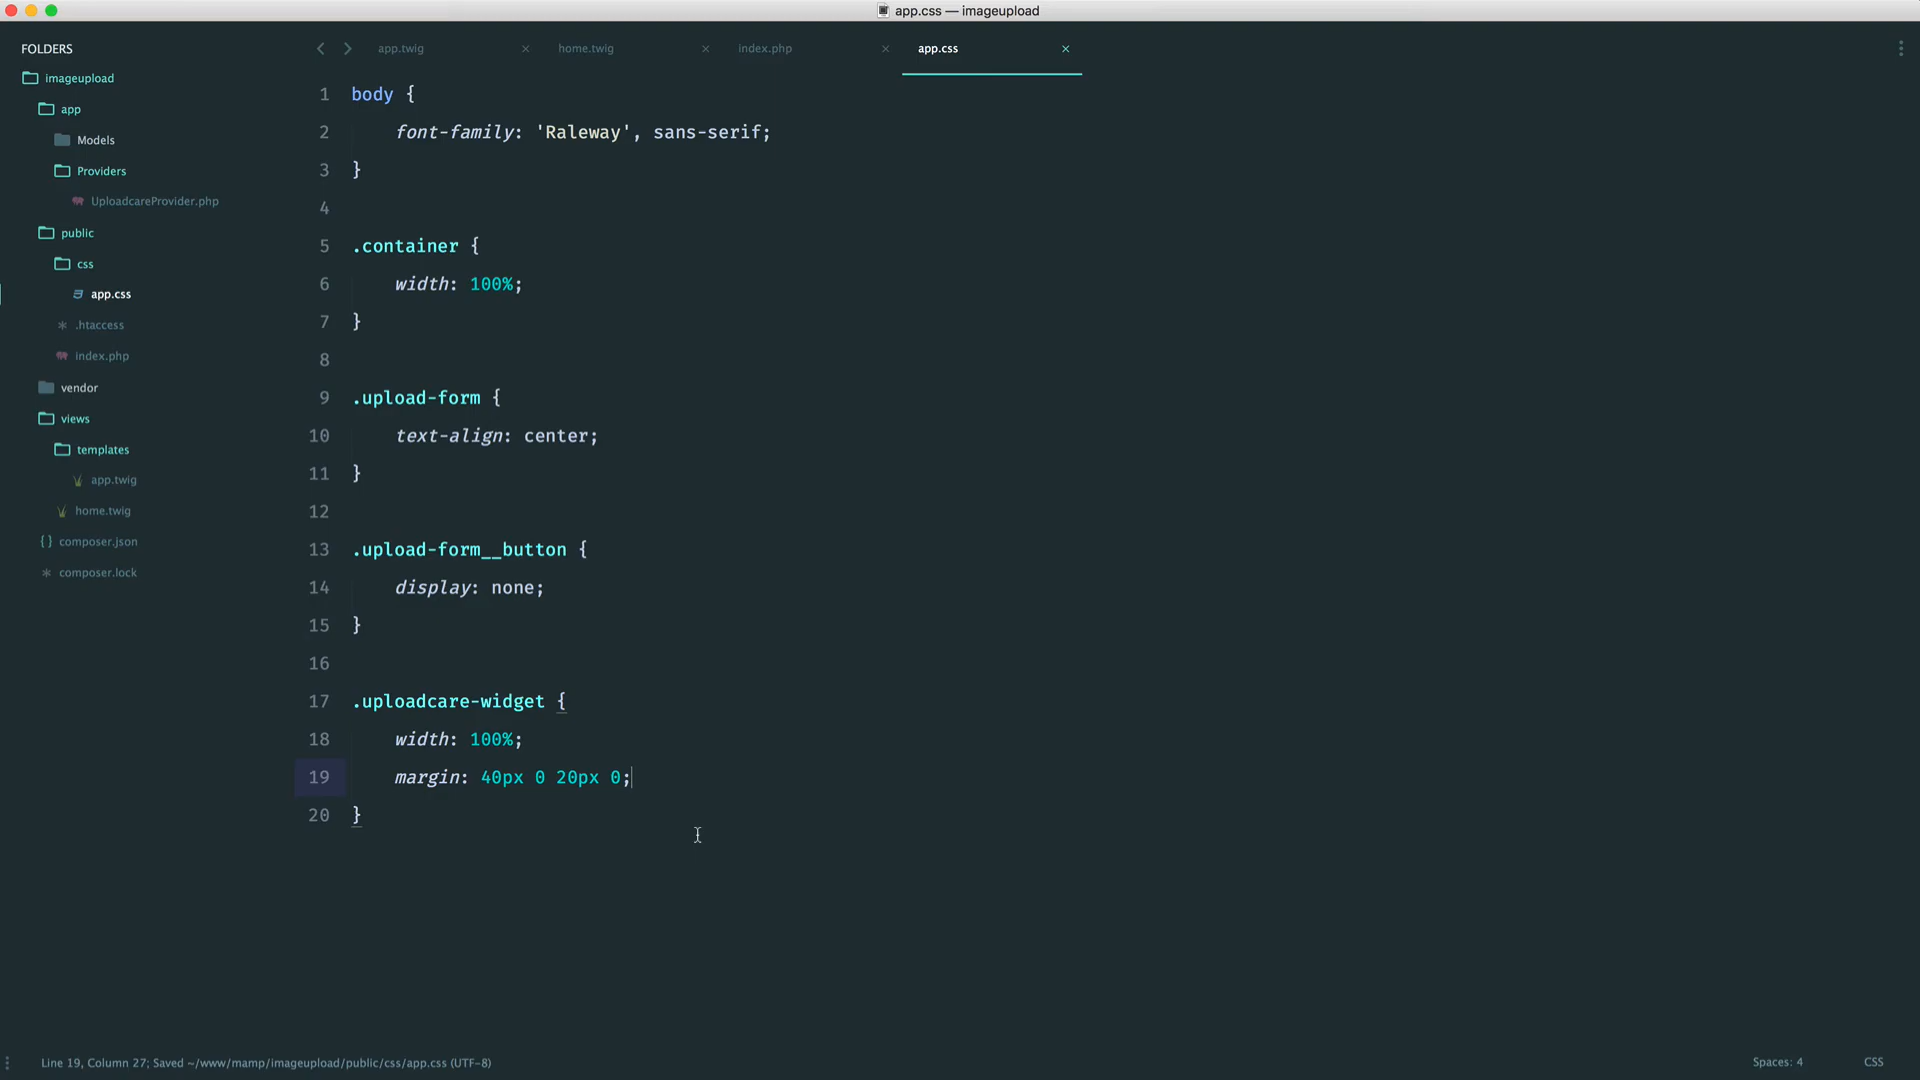 app.css — imageupload
FOLDERS
imageupload
app
Models
Providers
UploadcareProvider.php
public
css
app.css
.htaccess
index.php
vendor
views
templates
app.twig
home.twig
{ } composer.json
* composer.lock
app.twig
home.twig
index.php
app.css
1 body {
2 font-family: 'Raleway', sans-serif;
3 }
4
5 .container {
6 width: 100%;
7 }
8
9 .upload-form {
10 text-align: center;
11 }
12
13 .upload-form__button {
14 display: none;
15 }
16
17 .uploadcare-widget {
18 width: 100%;
19 margin: 40px 0 20px 0;
20 }
Line 19, Column 27; Saved ~/www/mamp/imageupload/public/css/app.css (UTF-8)
Spaces: 4
CSS